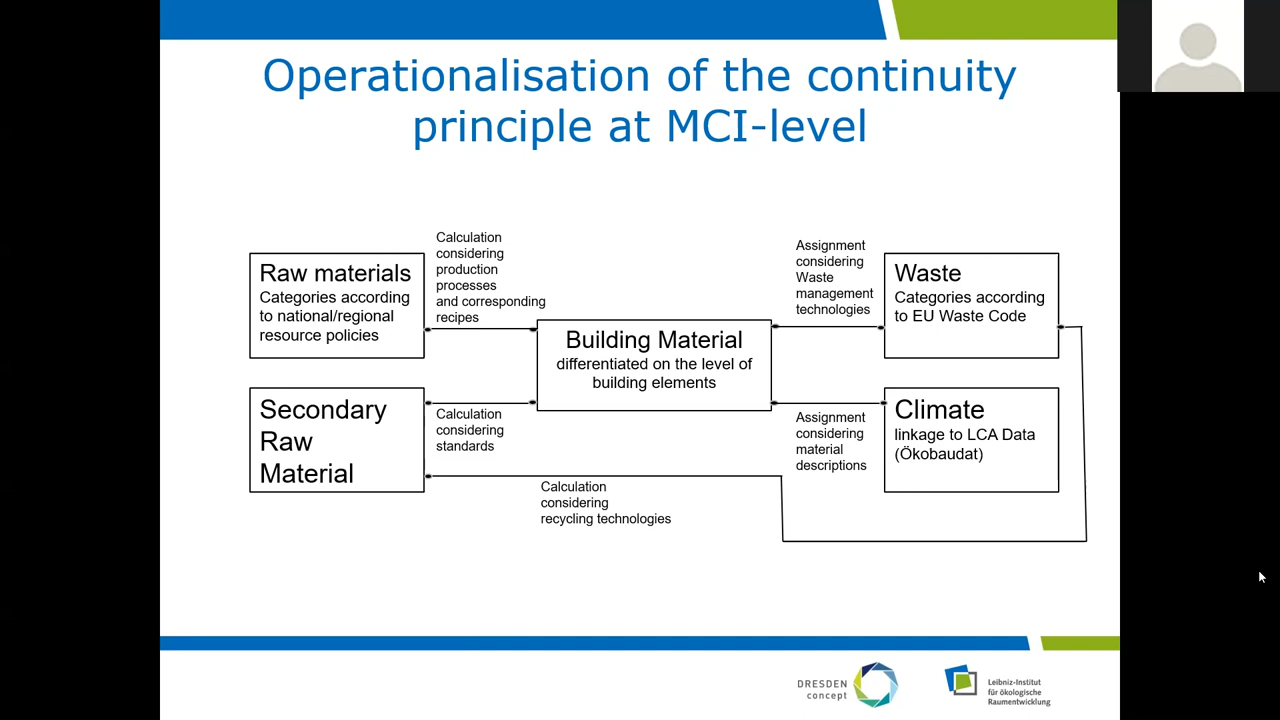 Operationalisation of the continuity
principle at MCI-level
Raw materials
Categories according
to national/regional
resource policies
Calculation
considering
production
processes
and corresponding
recipes
Building Material
differentiated on the level of
building elements
Assignment
considering
Waste
management
technologies
Waste
Categories according
to EU Waste Code
Secondary
Raw
Material
Calculation
considering
standards
Assignment
considering
material
descriptions
Climate
linkage to LCA Data
(Ökobaudat)
Calculation
considering
recycling technologies
DRESDEN
concept
Leibniz-Institut
für ökologische
Raumentwicklung